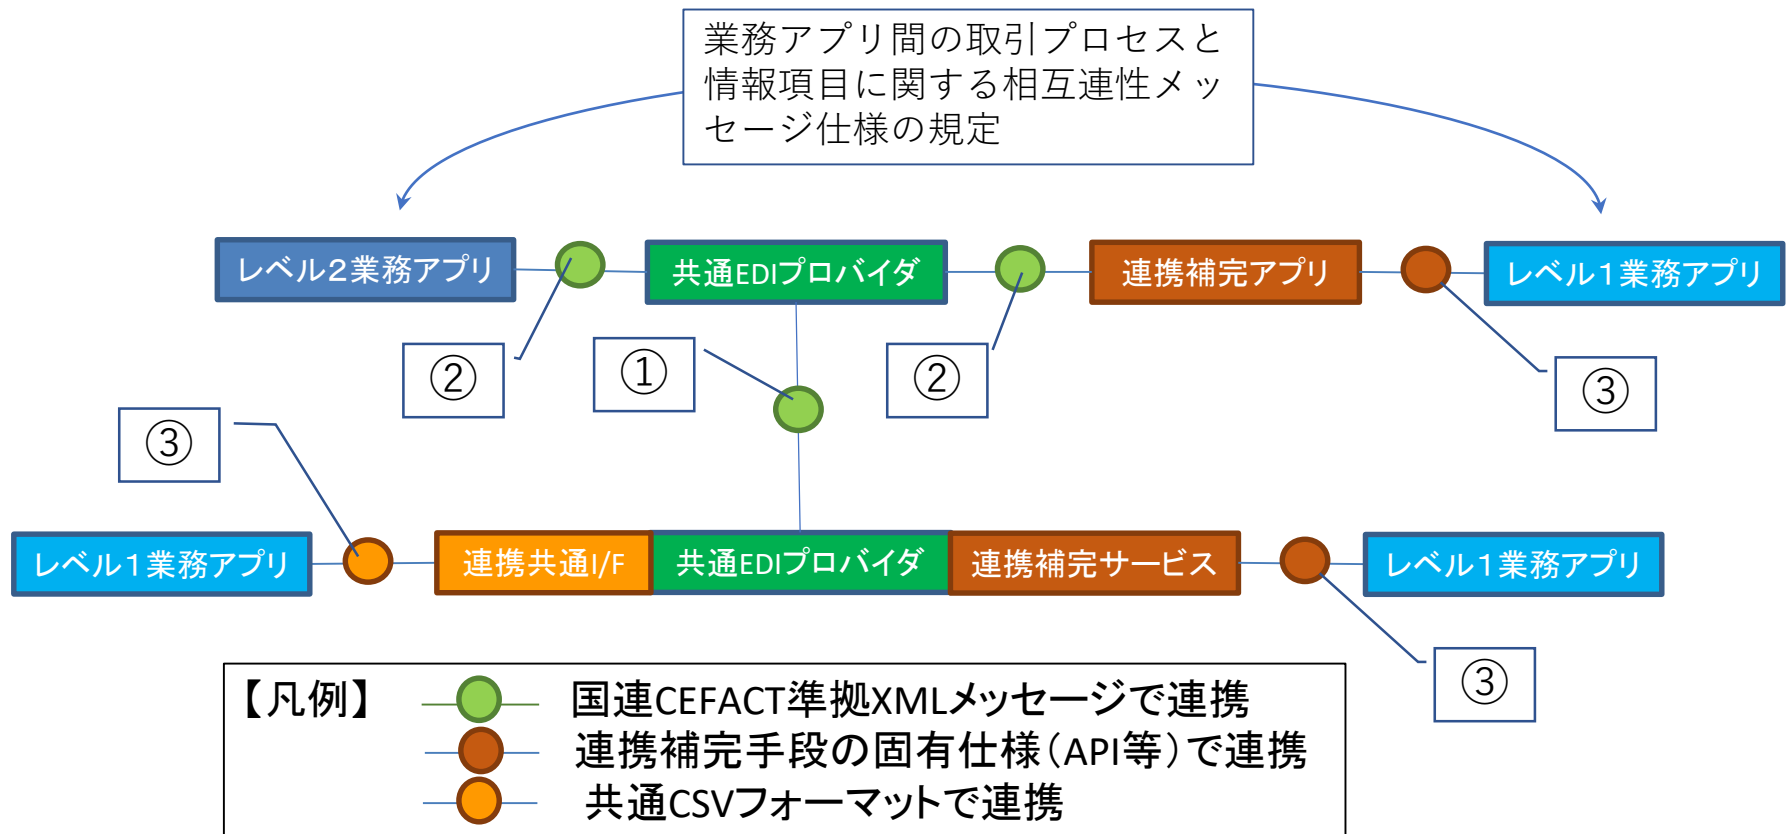 業務アプリ間の取引プロセスと
情報項目に関する相互連性メッ
セージ仕様の規定
レベル２業務アプリ
共通EDIプロバイダ
連携補完アプリ
レベル１業務アプリ
②
①
②
③
③
レベル１業務アプリ
連携共通I/F
共通EDIプロバイダ
連携補完サービス
レベル１業務アプリ
③
【凡例】
国連CEFACT準拠XMLメッセージで連携
連携補完手段の固有仕様（API等）で連携
共通CSVフォーマットで連携